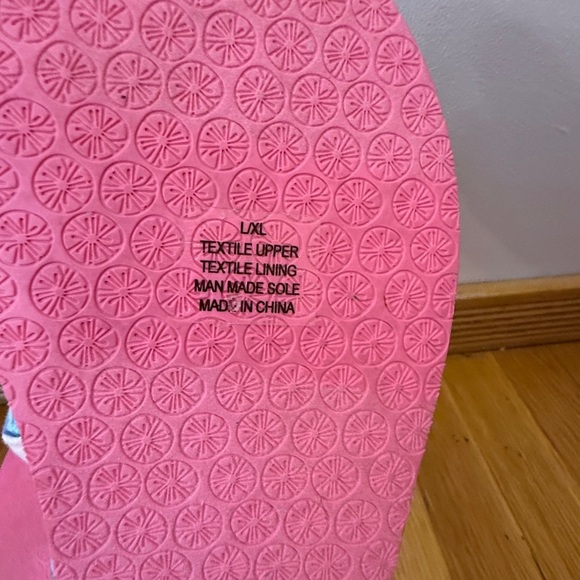 L/XL
TEXTILE UPPER
TEXTILE LINING
MAN MADE SOLE
MADE IN CHINA